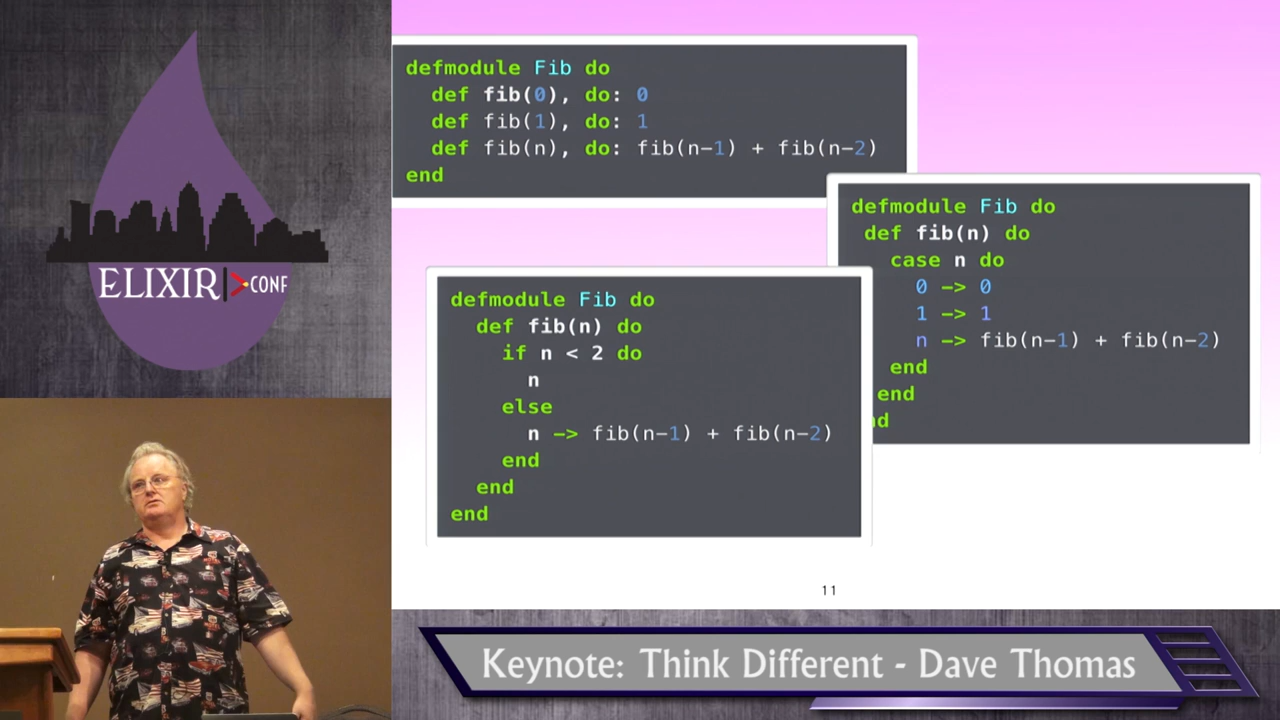 ELIXIR
CONF
defmodule Fib do
  def fib(0), do: 0
  def fib(1), do: 1
  def fib(n), do: fib(n-1) + fib(n-2)
end
defmodule Fib do
 def fib(n) do
   case n do
     0 -> 0
     1 -> 1
     n -> fib(n-1) + fib(n-2)
   end
 end
nd
defmodule Fib do
  def fib(n) do
    if n < 2 do
      n
    else
      n -> fib(n-1) + fib(n-2)
    end
  end
end
11
Keynote: Think Different - Dave Thomas